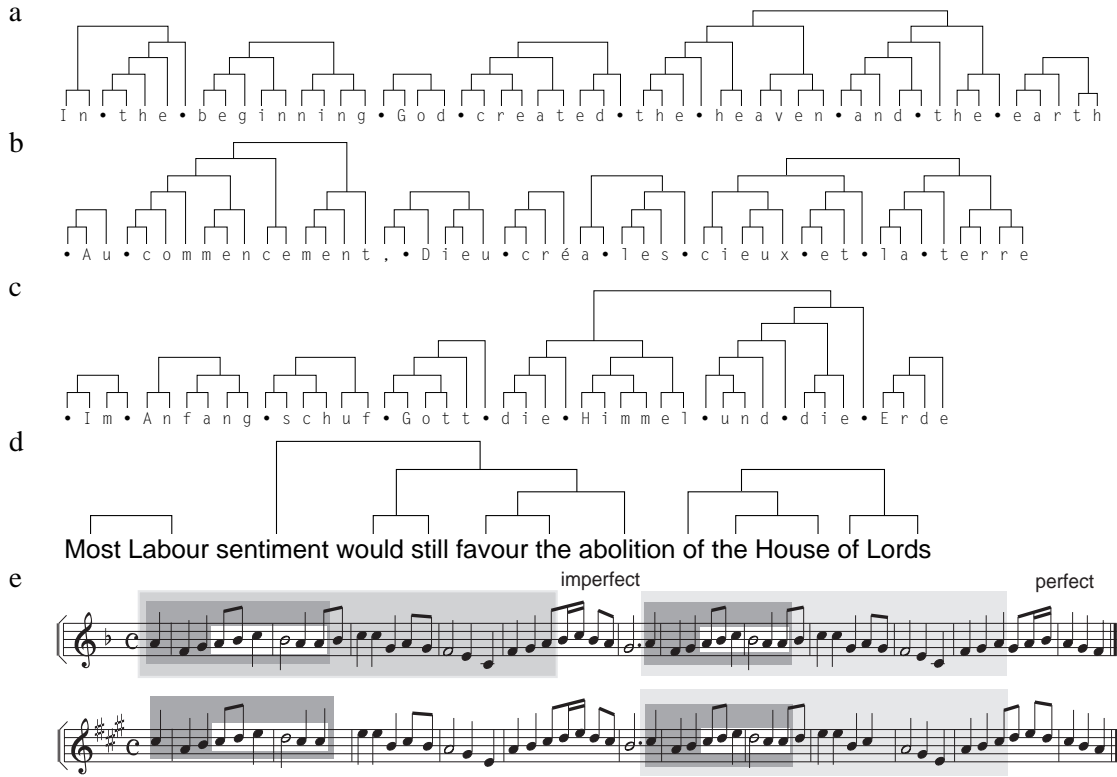 a
In•the•beginning•God•created•the•heaven•and•the•earth
b
•Au•commencement,•Dieu•créa•les•cieux•et•la•terre
c
•Im•Anfang•schuf•Gott•die•Himmel•und•die•Erde
d
Most Labour sentiment would still favour the abolition of the House of Lords
e
imperfect perfect